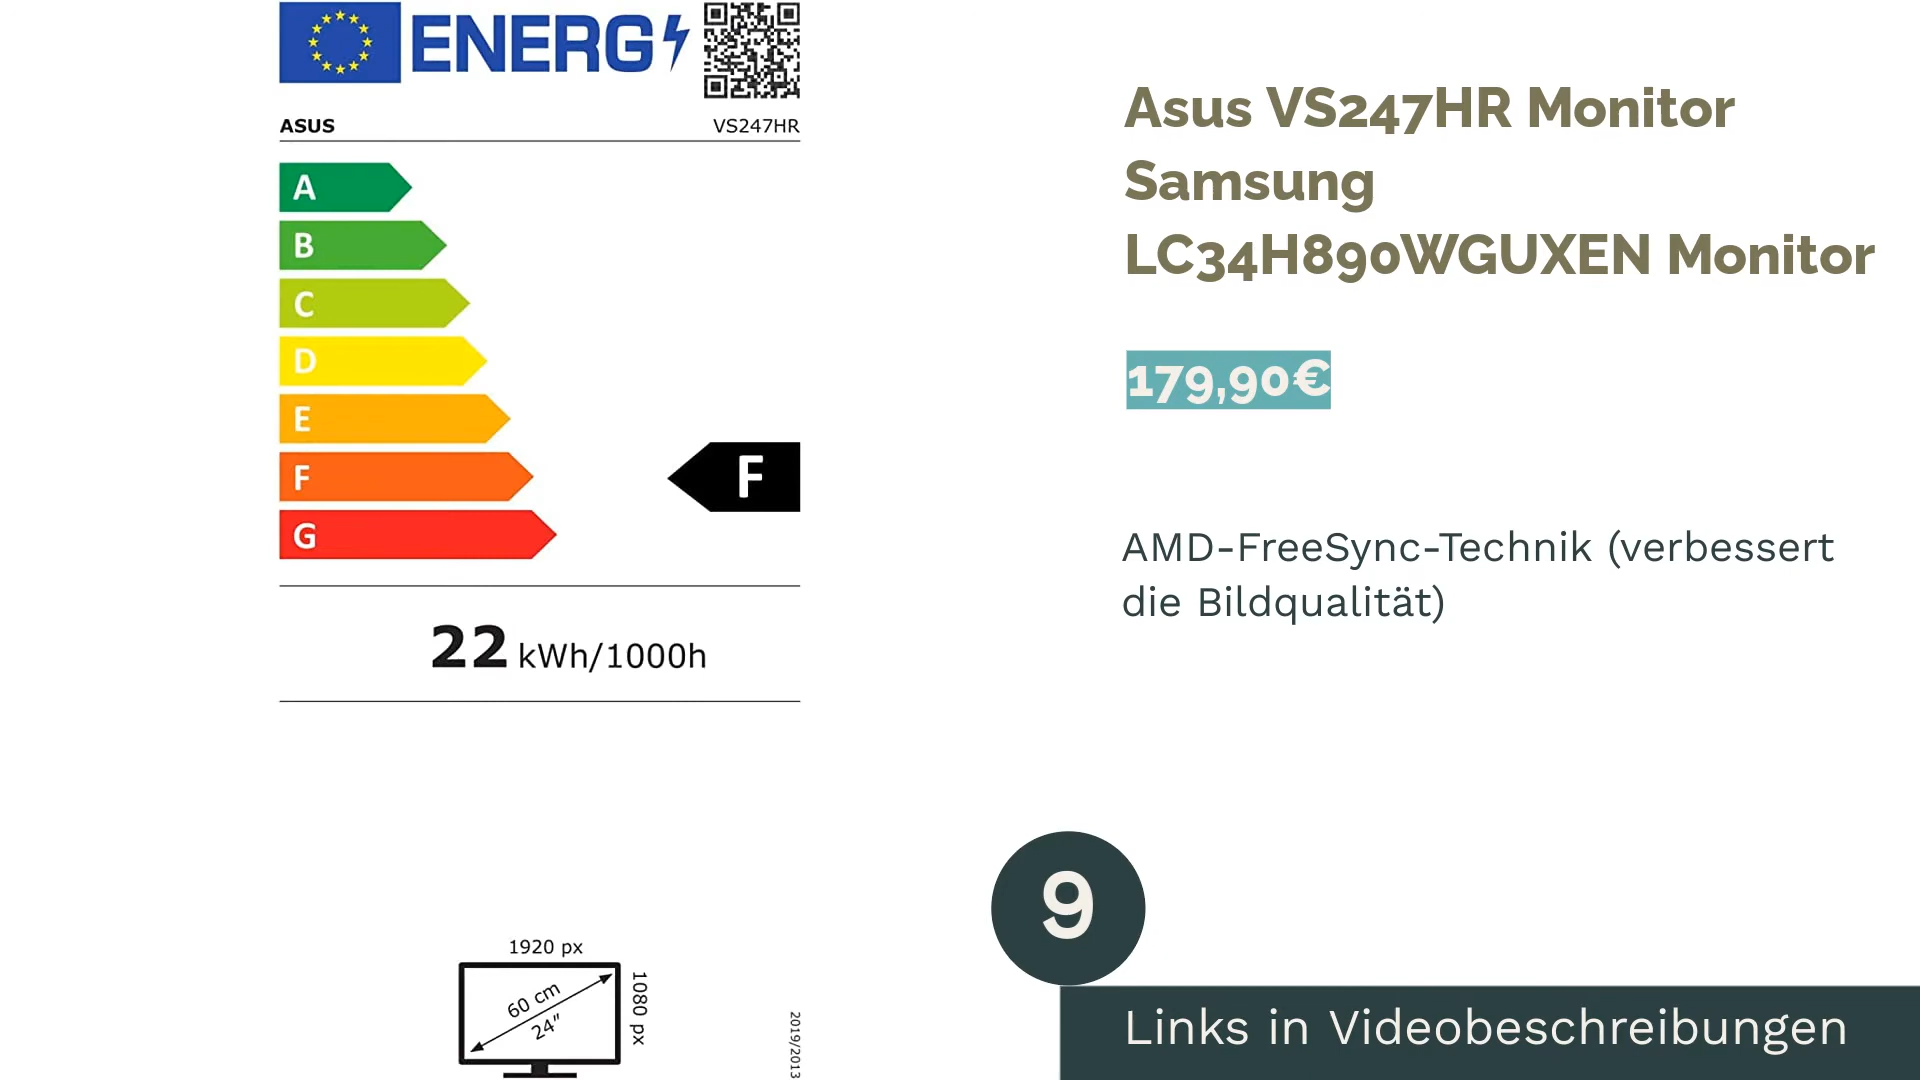 ENERG
ASUS
VS247HR
A
B
C
D
E
F
F
G
22 kWh/1000h
1920 px
1080 px
60 cm
24"
2019/2013
Asus VS247HR Monitor
Samsung
LC34H890WGUXEN Monitor
179,90€
AMD-FreeSync-Technik (verbessert
die Bildqualität)
9
Links in Videobeschreibungen